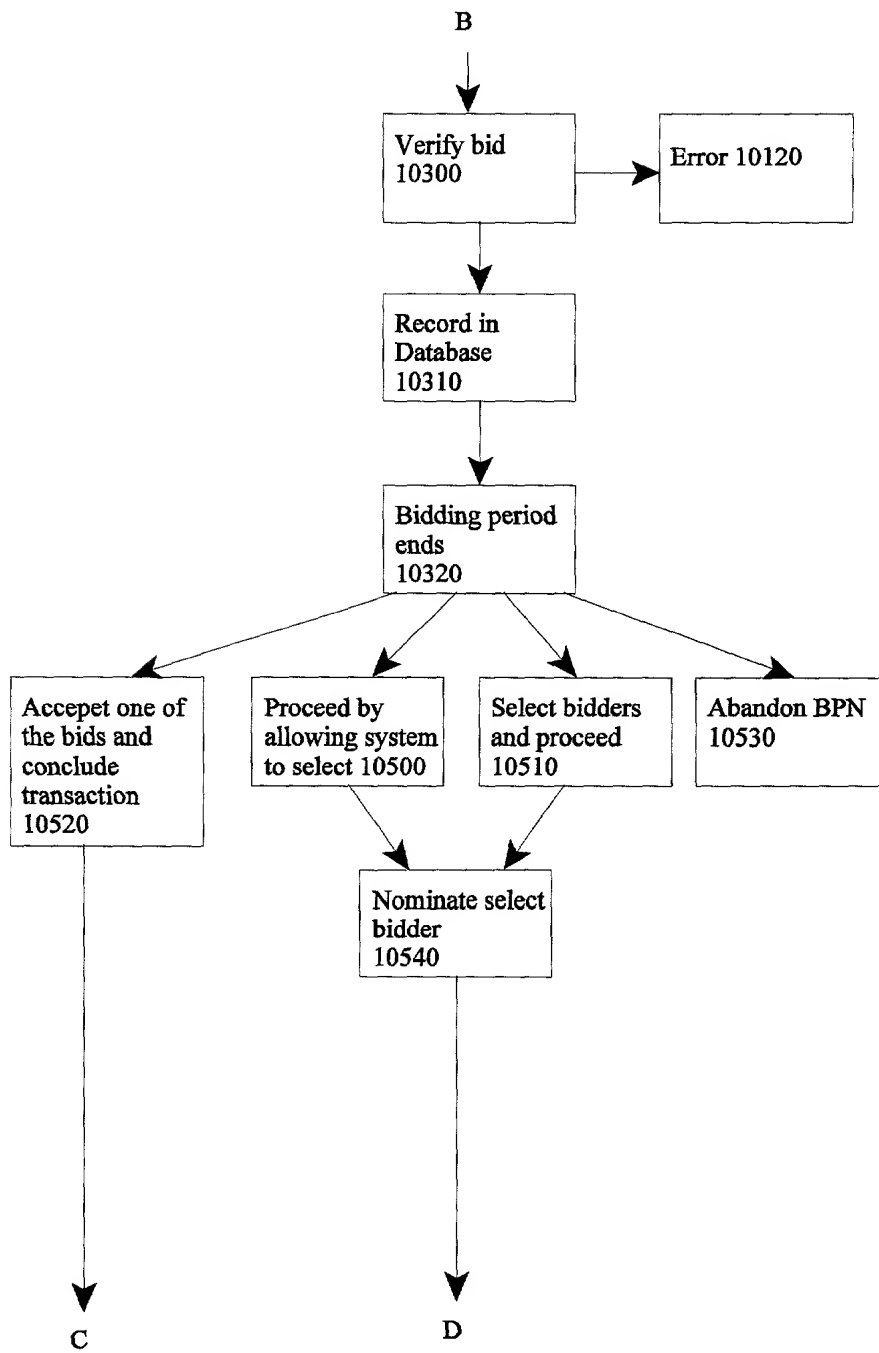 B
Verify bid
10300
Error 10120
Record in
Database
10310
Bidding period
ends
10320
Accepet one of
the bids and
conclude
transaction
10520
Proceed by
allowing system
to select 10500
Select bidders
and proceed
10510
Abandon BPN
10530
Nominate select
bidder
10540
C
D